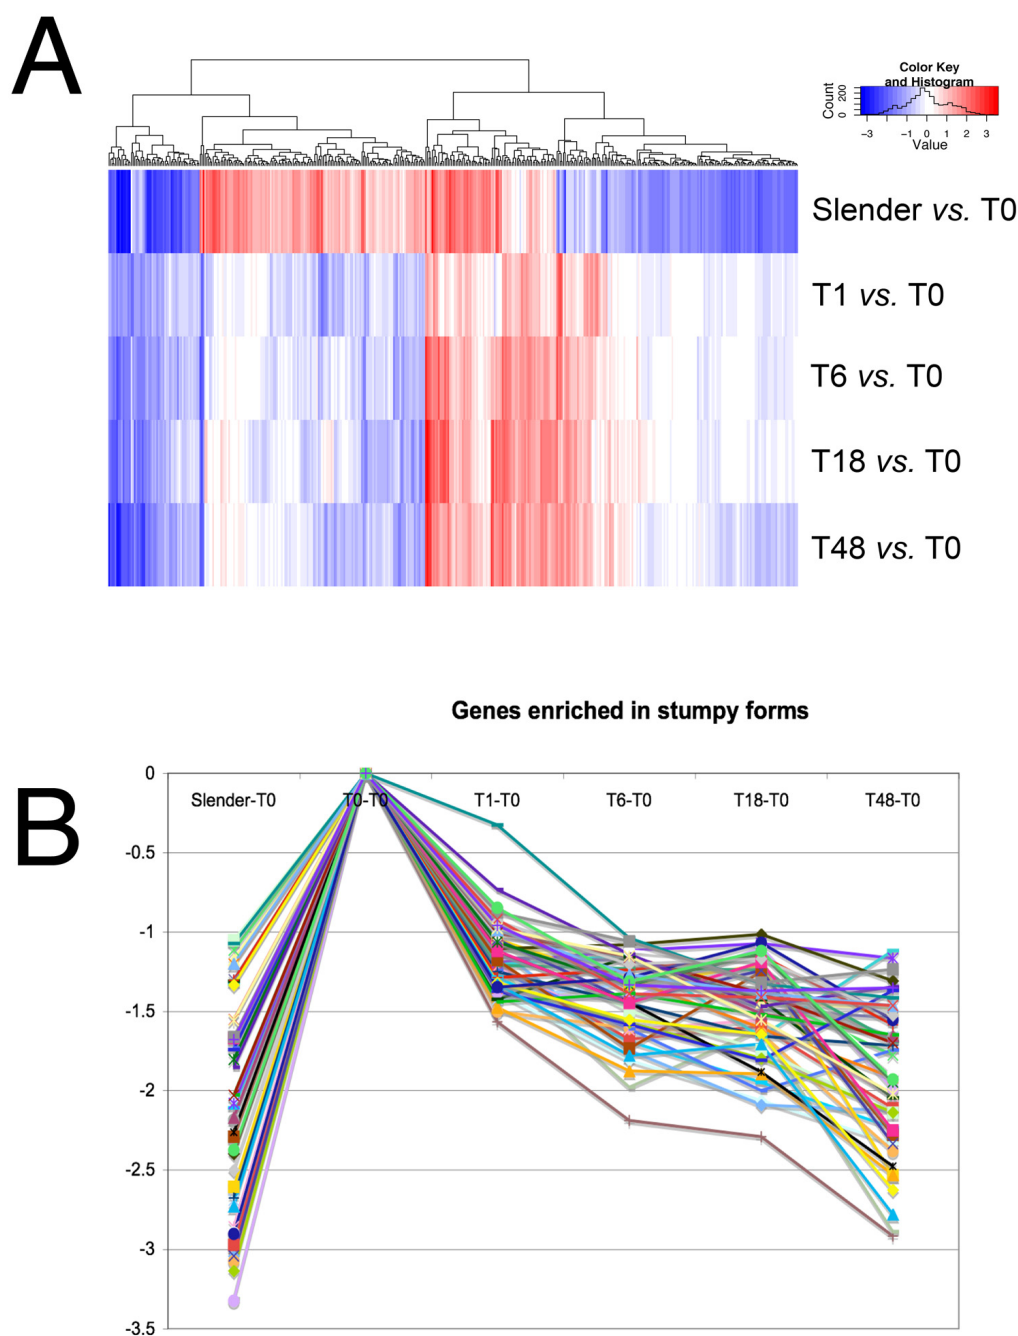 A
Color Key
and Histogram
Count
0 200
-3 -1 0 1 2 3
Value
Slender vs. T0
T1 vs. T0
T6 vs. T0
T18 vs. T0
T48 vs. T0
B
Genes enriched in stumpy forms
0
Slender-T0 T0-T0 T1-T0 T6-T0 T18-T0 T48-T0
-0.5
-1
-1.5
-2
-2.5
-3
-3.5